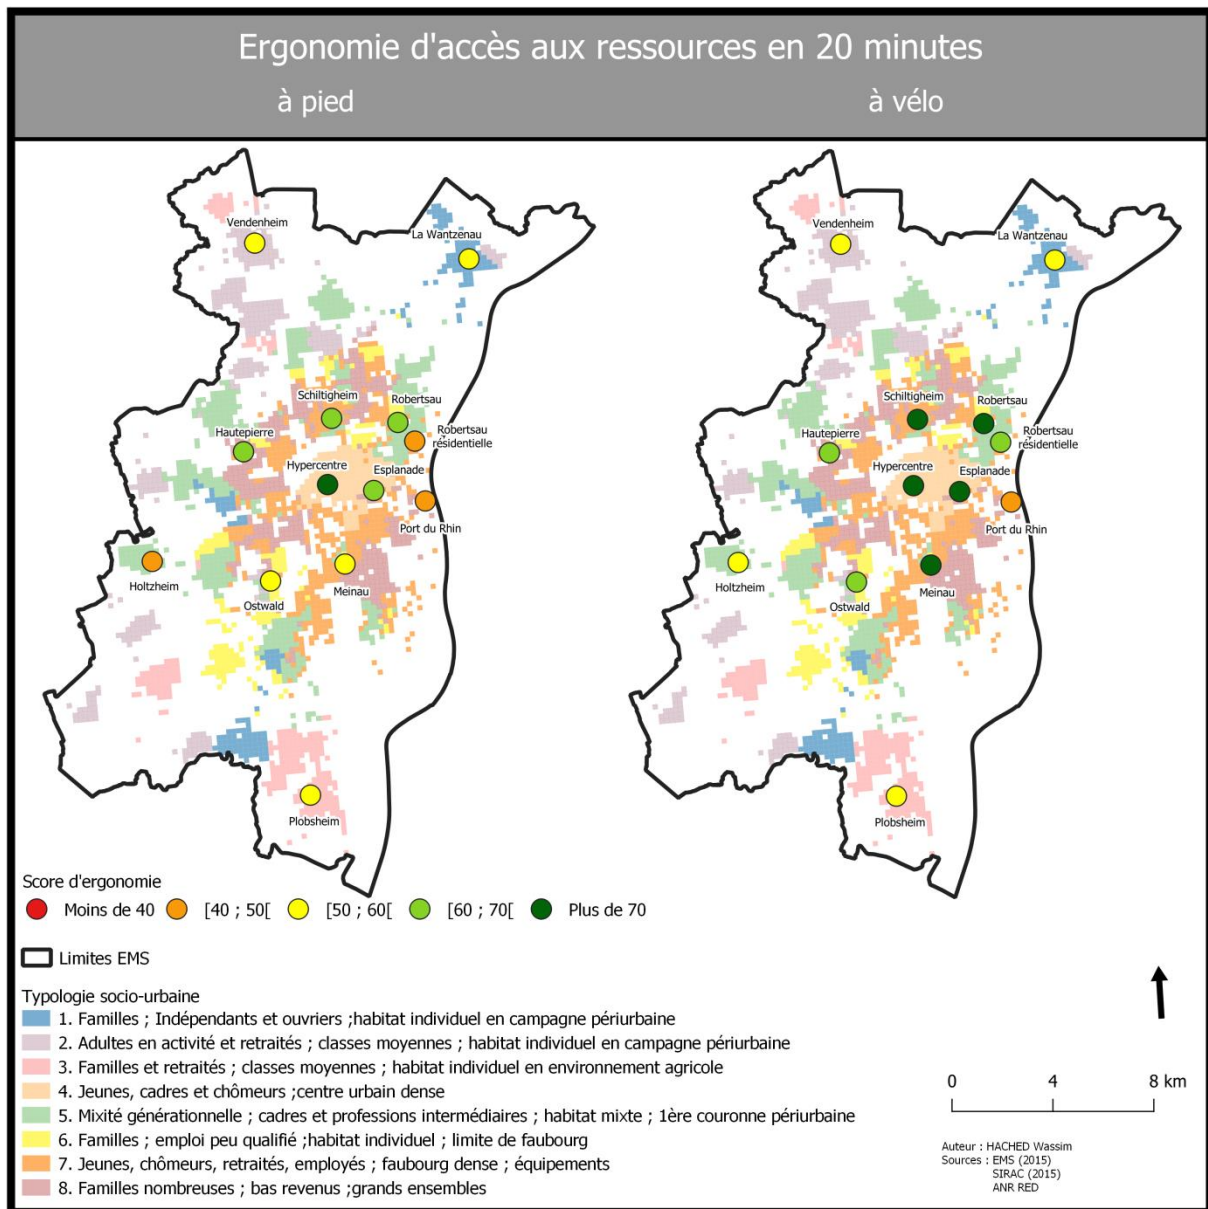 Ergonomie d'accès aux ressources en 20 minutes
à pied
à vélo
Vendenheim
La Wantzenau
Schiltigheim
Robertsau
Hautepierre
Robertsau
résidentielle
Hypercentre
Esplanade
Port du Rhin
Holtzheim
Ostwald
Meinau
Plobsheim
Vendenheim
La Wantzenau
Schiltigheim
Robertsau
Hautepierre
Robertsau
résidentielle
Hypercentre
Esplanade
Port du Rhin
Holtzheim
Ostwald
Meinau
Plobsheim
Score d'ergonomie
Moins de 40 [40 ; 50[ [50 ; 60[ [60 ; 70[ Plus de 70
Limites EMS
Typologie socio-urbaine
1. Familles ; Indépendants et ouvriers ;habitat individuel en campagne périurbaine
2. Adultes en activité et retraités ; classes moyennes ; habitat individuel en campagne périurbaine
3. Familles et retraités ; classes moyennes ; habitat individuel en environnement agricole
4. Jeunes, cadres et chômeurs ;centre urbain dense
5. Mixité générationnelle ; cadres et professions intermédiaires ; habitat mixte ; 1ère couronne périurbaine
6. Familles ; emploi peu qualifié ;habitat individuel ; limite de faubourg
7. Jeunes, chômeurs, retraités, employés ; faubourg dense ; équipements
8. Familles nombreuses ; bas revenus ;grands ensembles
0 4 8 km
Auteur : HACHED Wassim
Sources : EMS (2015)
SIRAC (2015)
ANR RED